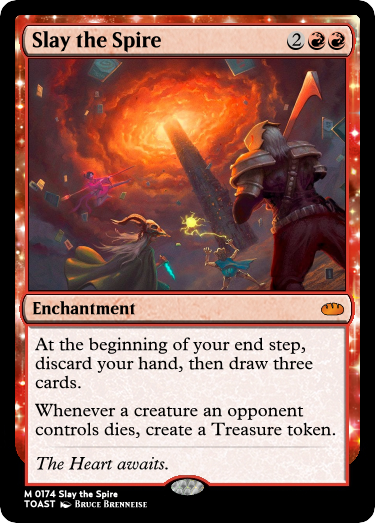 Slay the Spire 2
Enchantment
At the beginning of your end step,
discard your hand, then draw three
cards.
Whenever a creature an opponent
controls dies, create a Treasure token.
The Heart awaits.
M 0174 Slay the Spire
TOAST Bruce Brenneise